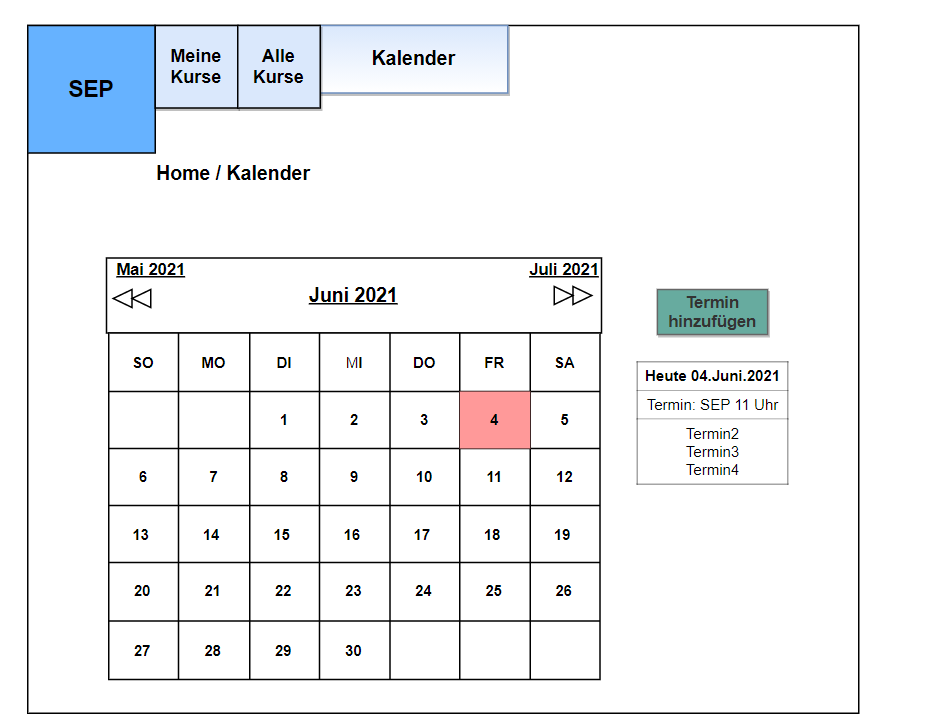 SEP
Meine
Kurse
Alle
Kurse
Kalender
Home / Kalender
Mai 2021
Juli 2021
Juni 2021
SO MO DI MI DO FR SA
1 2 3 4 5
6 7 8 9 10 11 12
13 14 15 16 17 18 19
20 21 22 23 24 25 26
27 28 29 30
Termin
hinzufügen
Heute 04.Juni.2021
Termin: SEP 11 Uhr
Termin2
Termin3
Termin4